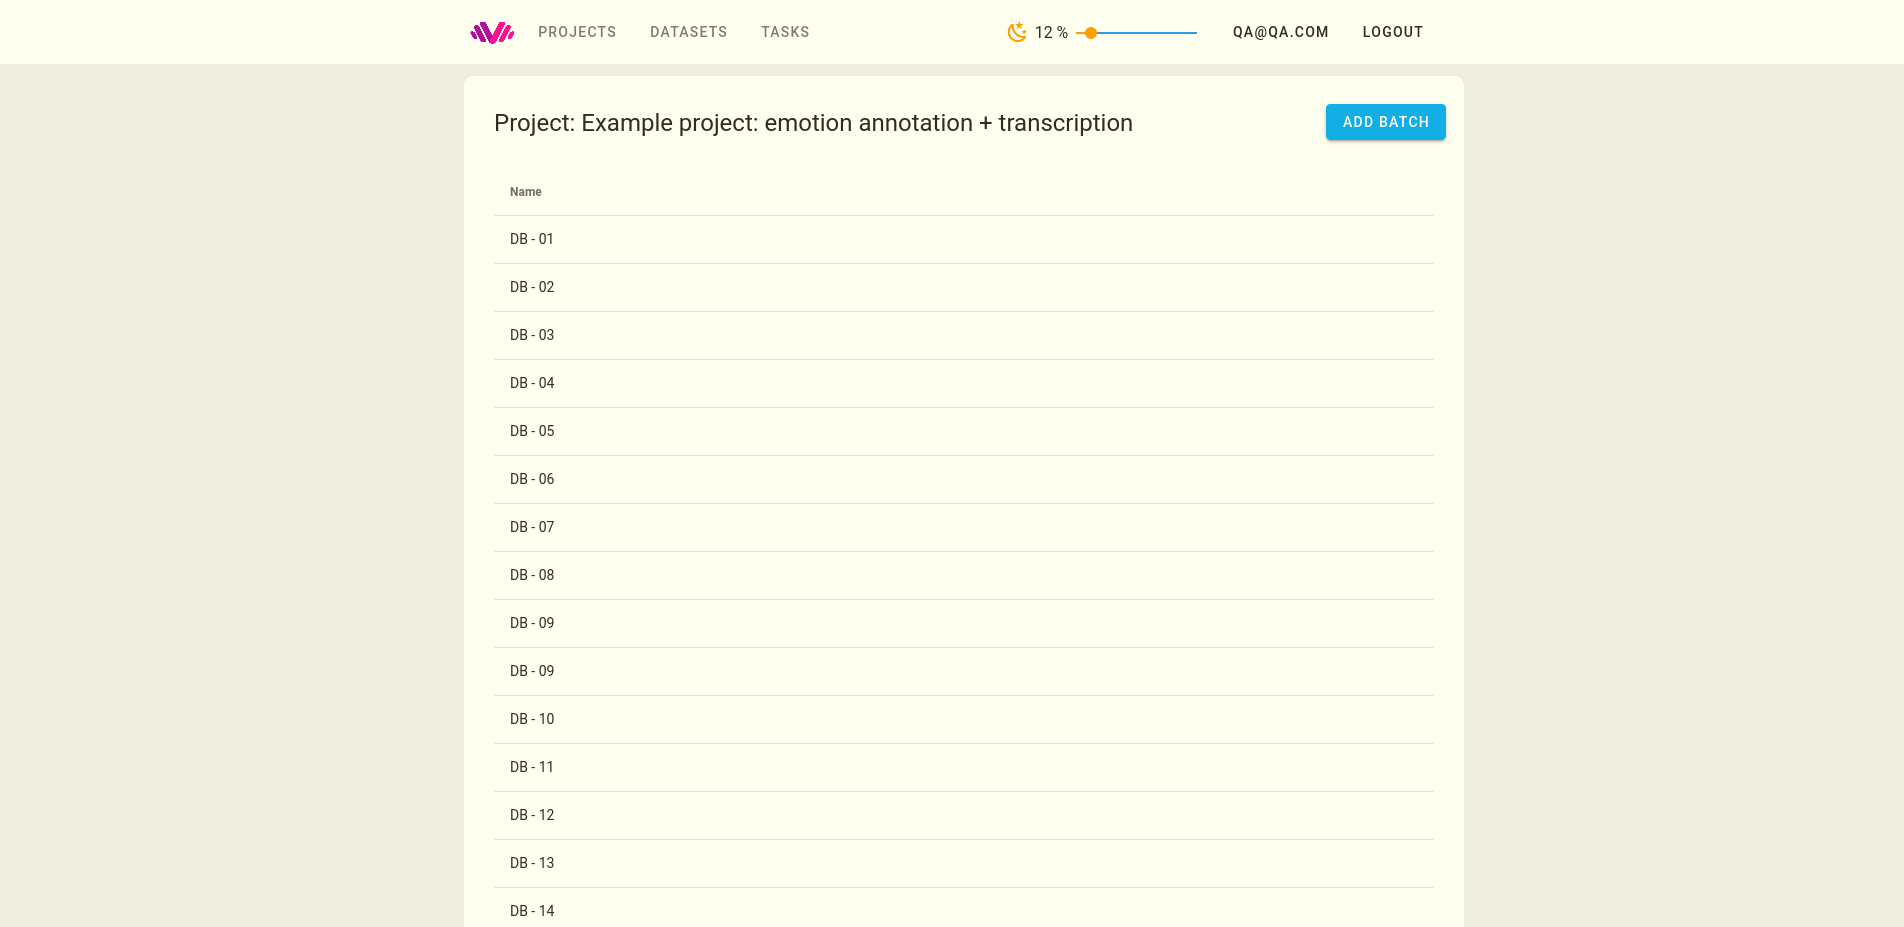 PROJECTS DATASETS TASKS 12 % QA@QA.COM LOGOUT
Project: Example project: emotion annotation + transcription ADD BATCH
Name
DB - 01
DB - 02
DB - 03
DB - 04
DB - 05
DB - 06
DB - 07
DB - 08
DB - 09
DB - 09
DB - 10
DB - 11
DB - 12
DB - 13
DB - 14